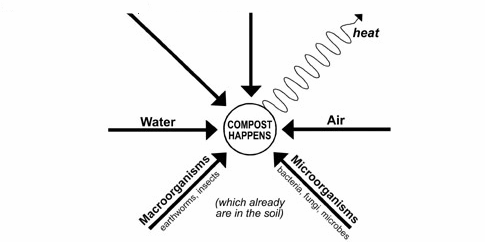 heat
Water
COMPOST
HAPPENS
Air
Macroorganisms
earthworms, insects
Microorganisms
bacteria, fungi, microbes
(which already
are in the soil)